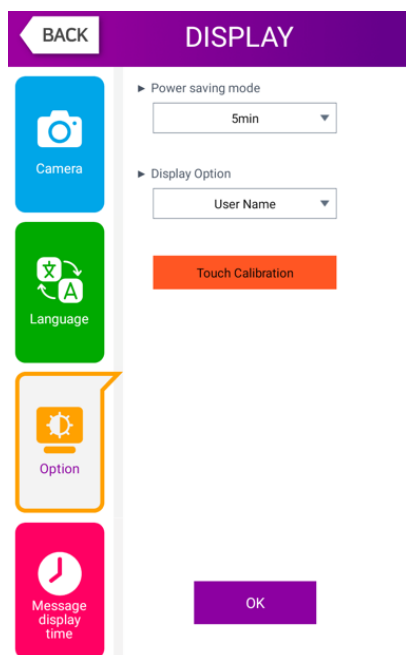 BACK
DISPLAY
Camera
Language
Option
Message
display
time
► Power saving mode
5min
► Display Option
User Name
Touch Calibration
OK